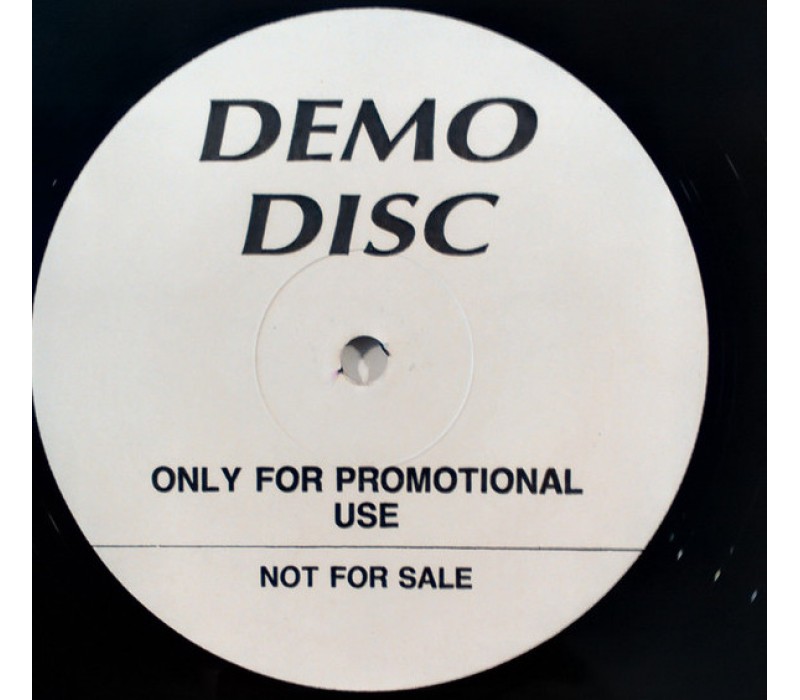 DEMO
DISC
ONLY FOR PROMOTIONAL
USE
NOT FOR SALE